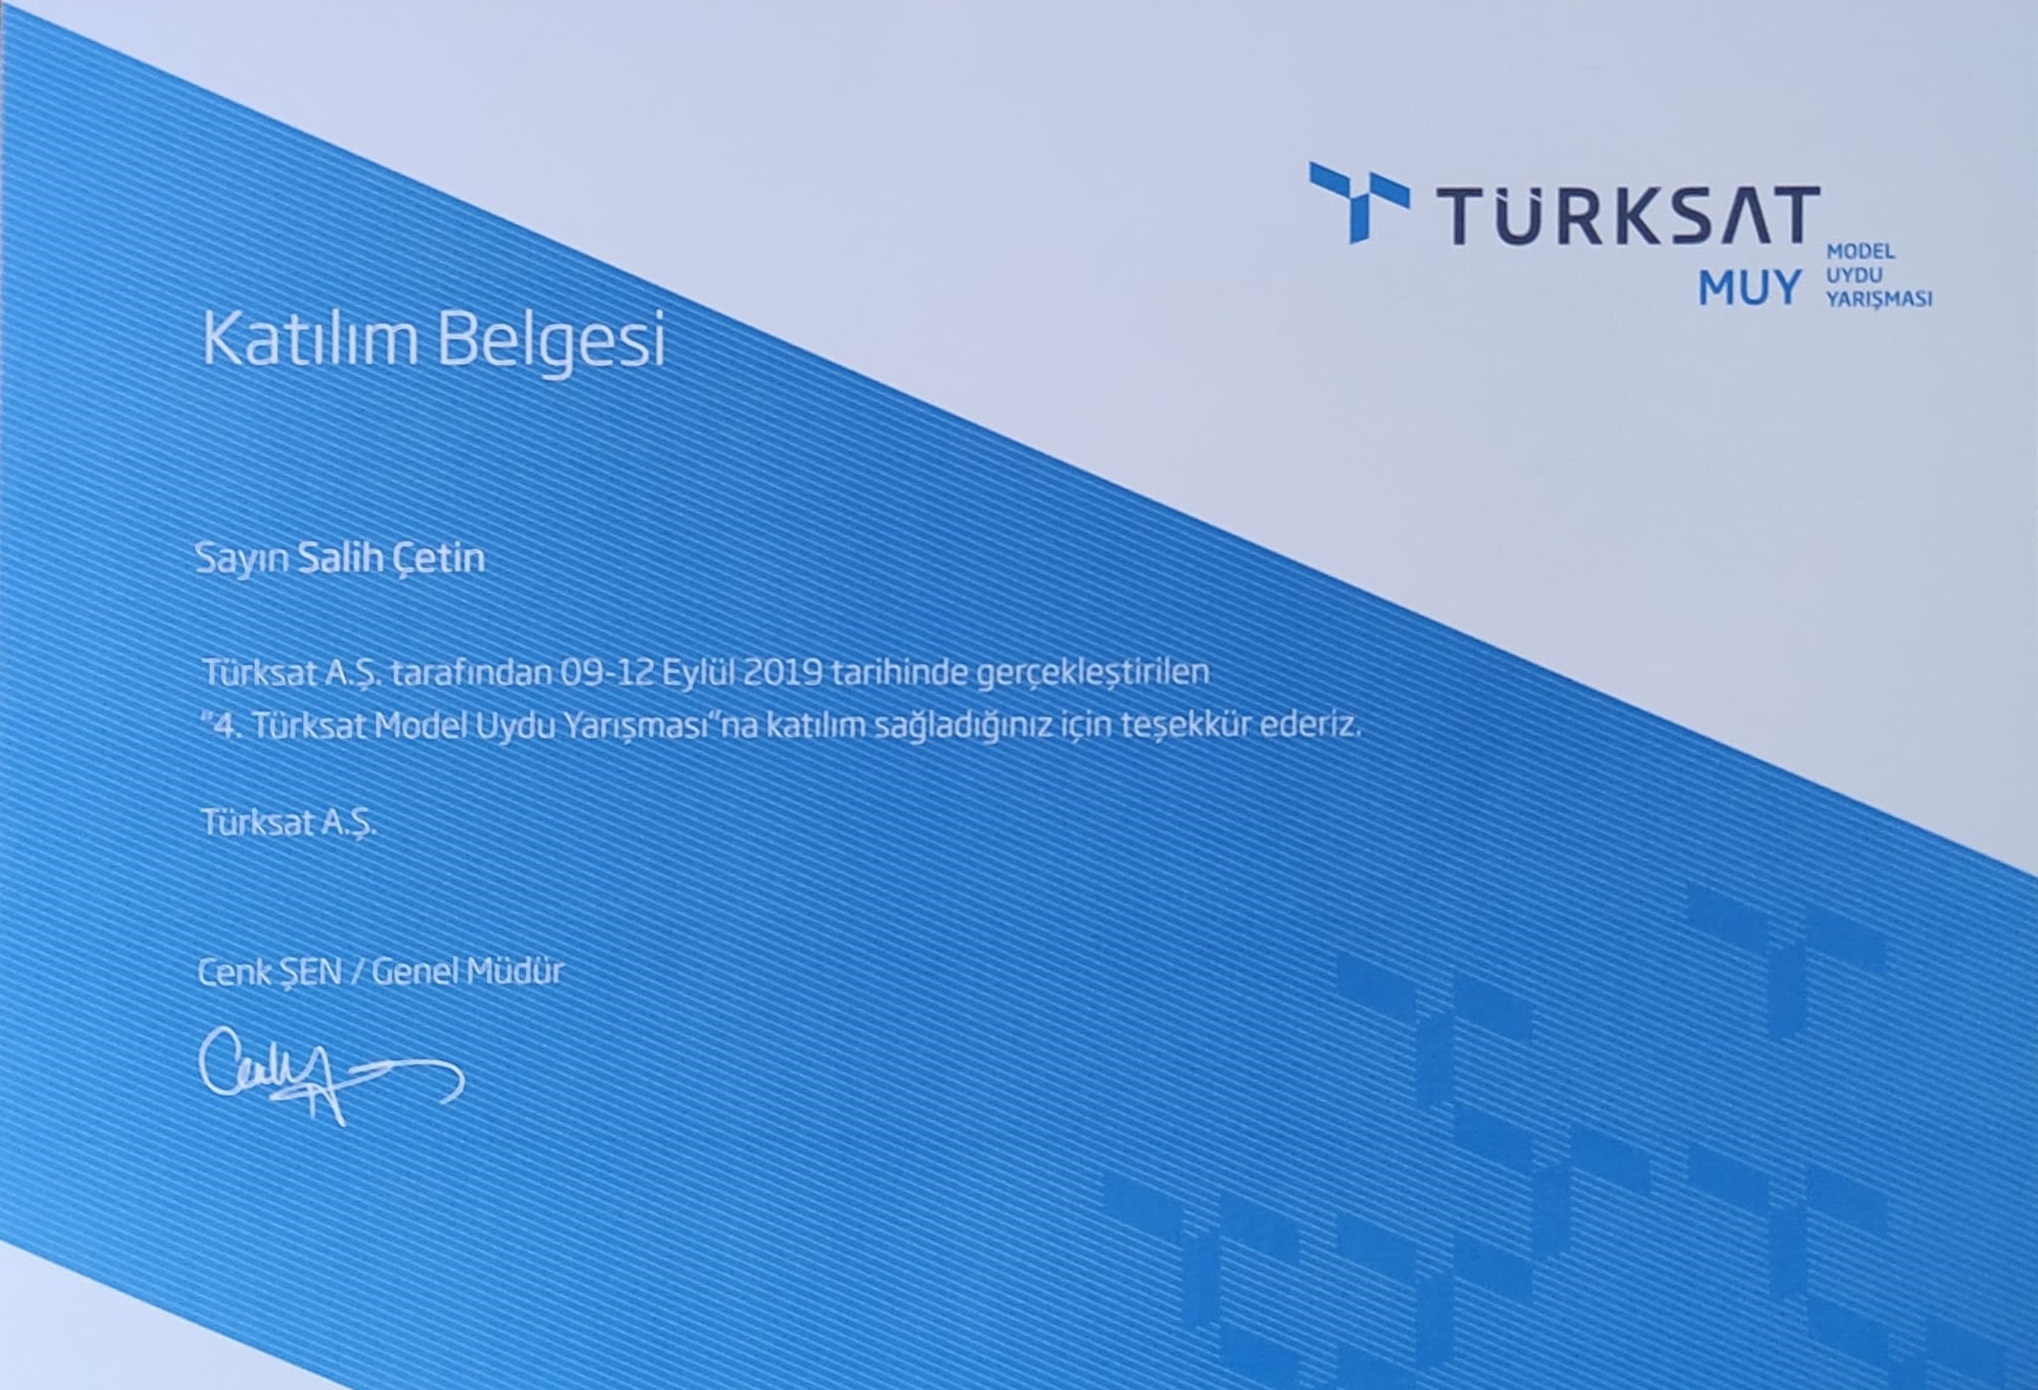 TÜRKSAT
MUY
MODEL
UYDU
YARIŞMASI
Katılım Belgesi
Sayın Salih Çetin
Türksat A.Ş. tarafından 09-12 Eylül 2019 tarihinde gerçekleştirilen
"4. Türksat Model Uydu Yarışması"na katılım sağladığınız için teşekkür ederiz.
Türksat A.Ş.
Cenk ŞEN / Genel Müdür